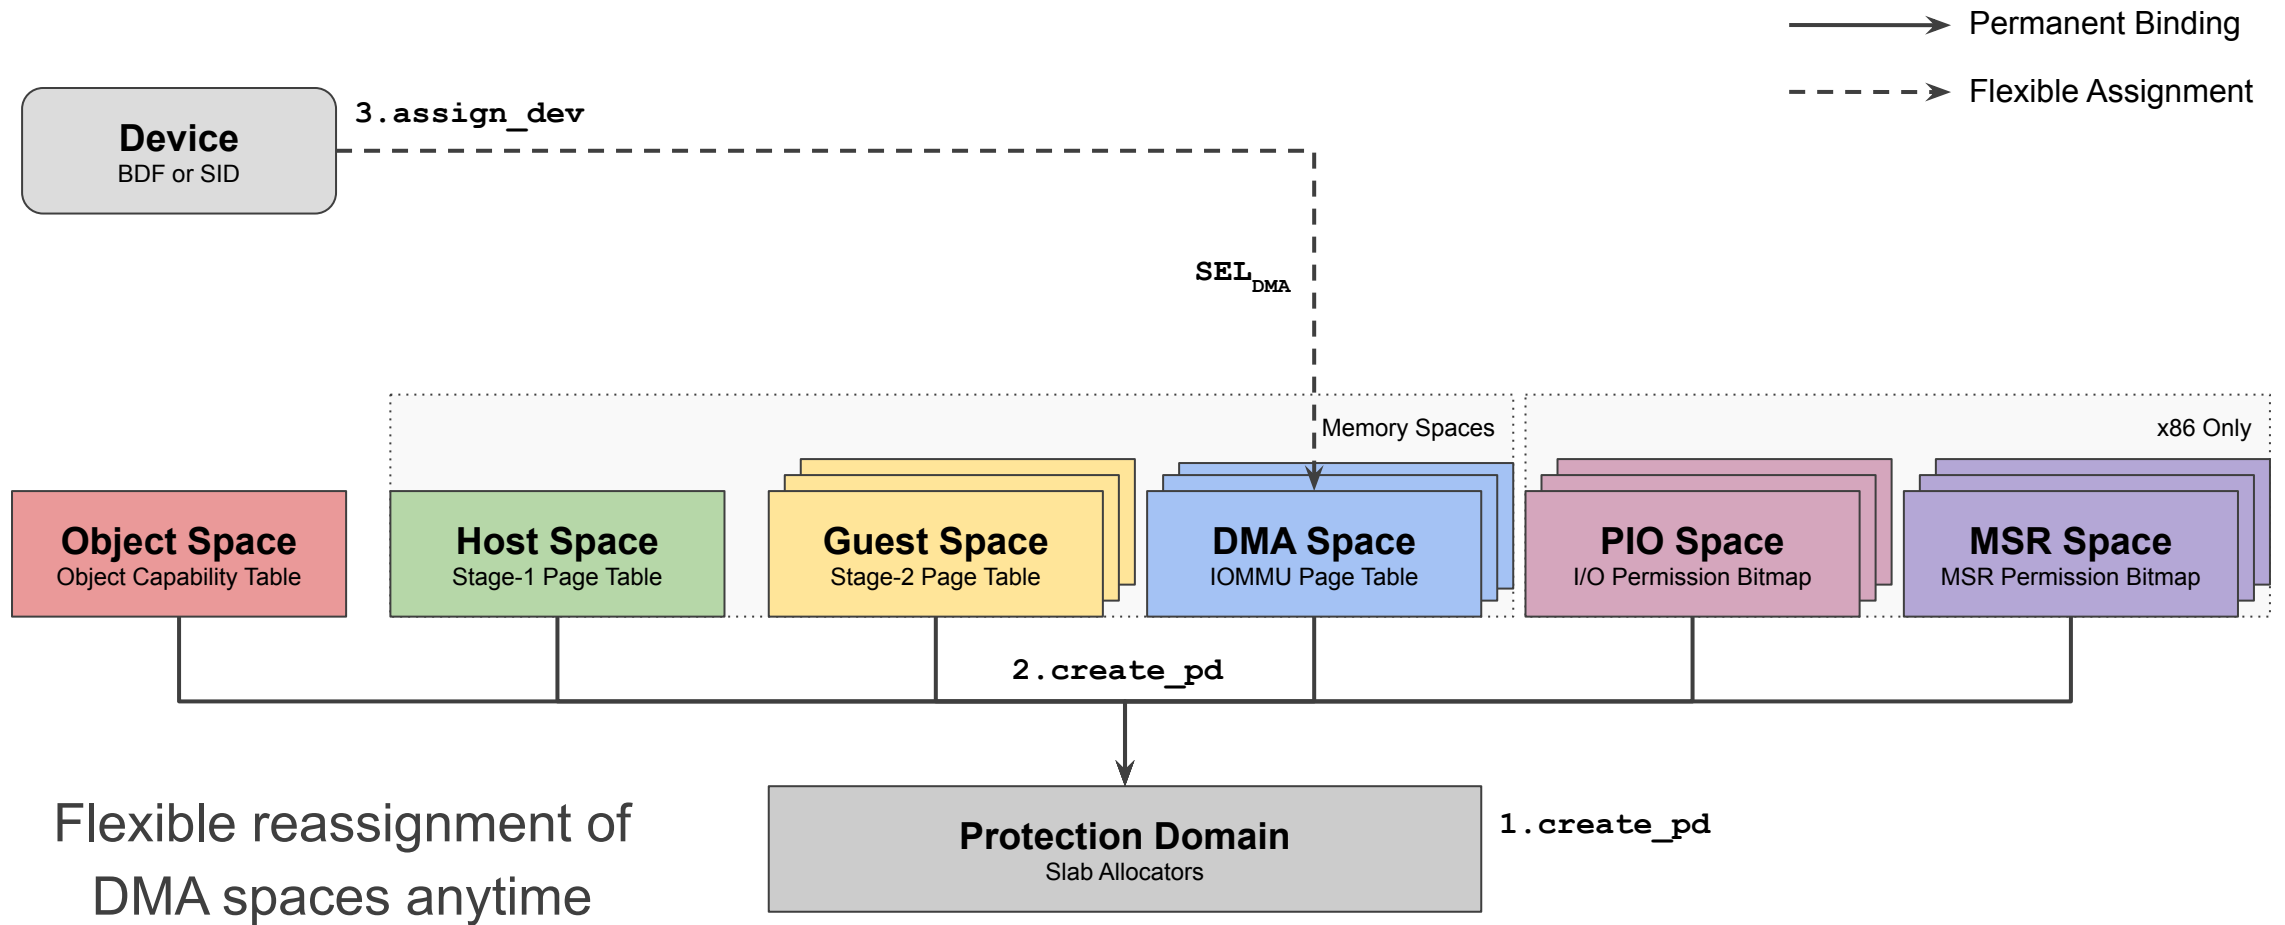 Permanent Binding
Flexible Assignment
3.assign_dev
Device
BDF or SID
SEL_DMA
Memory Spaces
x86 Only
Object Space
Object Capability Table
Host Space
Stage-1 Page Table
Guest Space
Stage-2 Page Table
DMA Space
IOMMU Page Table
PIO Space
I/O Permission Bitmap
MSR Space
MSR Permission Bitmap
2.create_pd
Protection Domain
Slab Allocators
1.create_pd
Flexible reassignment of
DMA spaces anytime